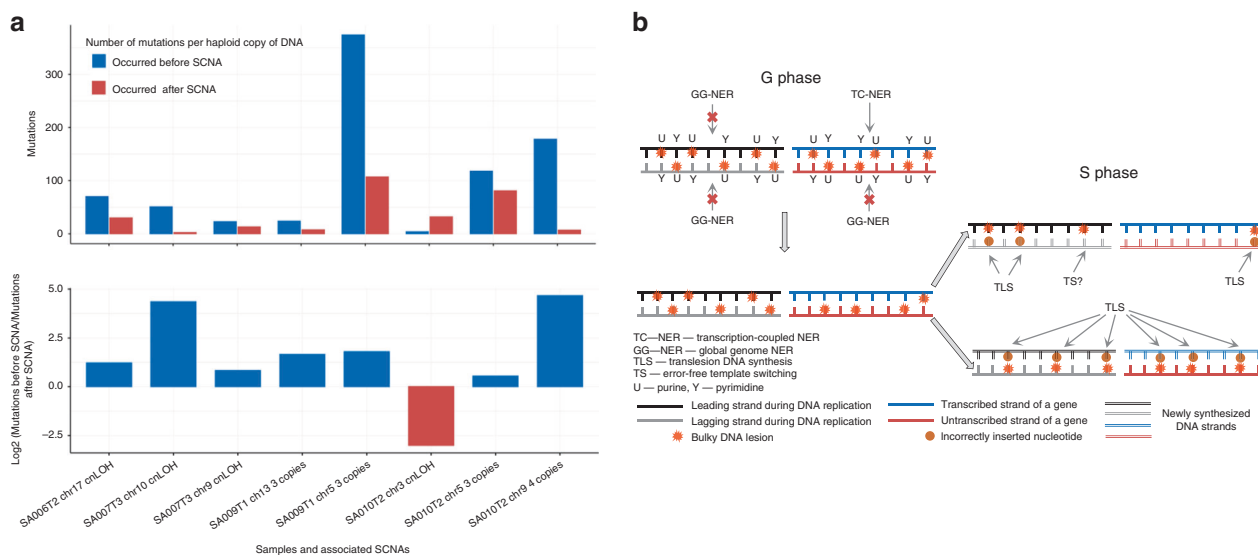 a
Number of mutations per haploid copy of DNA
Occurred before SCNA
Occurred after SCNA
Mutations
300
200
100
0
Log2 (Mutations before SCNA/Mutations
after SCNA)
5.0
2.5
0.0
−2.5
SA006T2 chr17 cnLOH
SA007T3 chr10 cnLOH
SA007T3 chr9 cnLOH
SA009T1 chr13 3 copies
SA009T1 chr5 3 copies
SA010T2 chr3 cnLOH
SA010T2 chr5 3 copies
SA010T2 chr9 4 copies
Samples and associated SCNAs
b
G phase
GG-NER
TC-NER
U Y U Y U Y
U Y Y U Y U
Y U Y U Y U
Y U U Y U Y
GG-NER
GG-NER
S phase
TLS
TS?
TLS
TLS
TC—NER — transcription-coupled NER
GG—NER — global genome NER
TLS — translesion DNA synthesis
TS — error-free template switching
U — purine, Y — pyrimidine
Leading strand during DNA replication
Lagging strand during DNA replication
Bulky DNA lesion
Transcribed strand of a gene
Untranscribed strand of a gene
Incorrectly inserted nucleotide
Newly synthesized
DNA strands